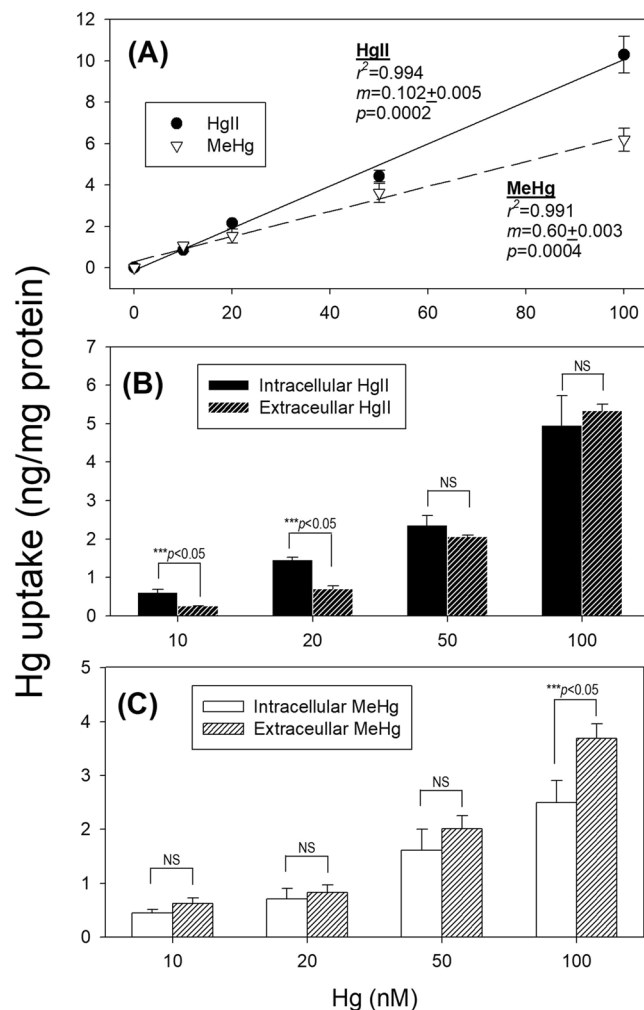 Hg uptake (ng/mg protein)
(A)
12
10
8
6
4
2
0
HgII
MeHg
HgII
r²=0.994
m=0.102±0.005
p=0.0002
MeHg
r²=0.991
m=0.60±0.003
p=0.0004
0 20 40 60 80 100
(B)
7
6
5
4
3
2
1
0
Intracellular HgII
Extraceullar HgII
***p<0.05
***p<0.05
NS
NS
10 20 50 100
(C)
5
4
3
2
1
0
Intracellular MeHg
Extraceullar MeHg
NS
NS
NS
***p<0.05
10 20 50 100
Hg (nM)